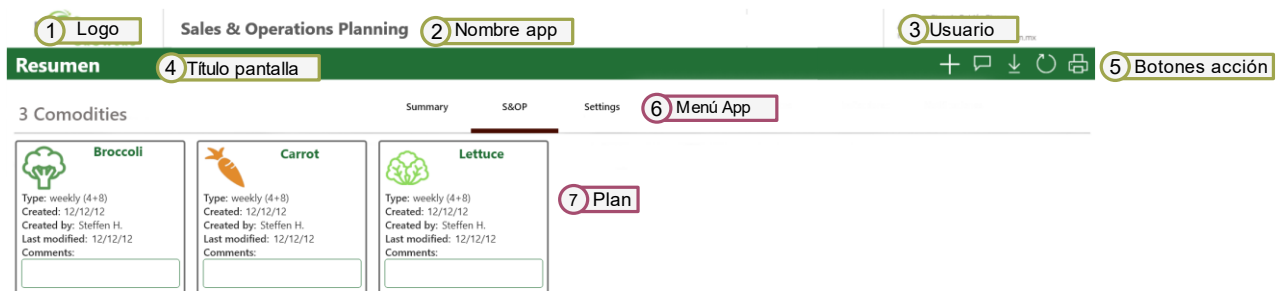 1 Logo
Sales & Operations Planning
2 Nombre app
3 Usuario
Resumen
4 Título pantalla
5 Botones acción
3 Comodities
Summary
S&OP
Settings
6 Menú App
Broccoli
Type: weekly (4+8)
Created: 12/12/12
Created by: Steffen H.
Last modified: 12/12/12
Comments:
Carrot
Type: weekly (4+8)
Created: 12/12/12
Created by: Steffen H.
Last modified: 12/12/12
Comments:
Lettuce
Type: weekly (4+8)
Created: 12/12/12
Created by: Steffen H.
Last modified: 12/12/12
Comments:
7 Plan